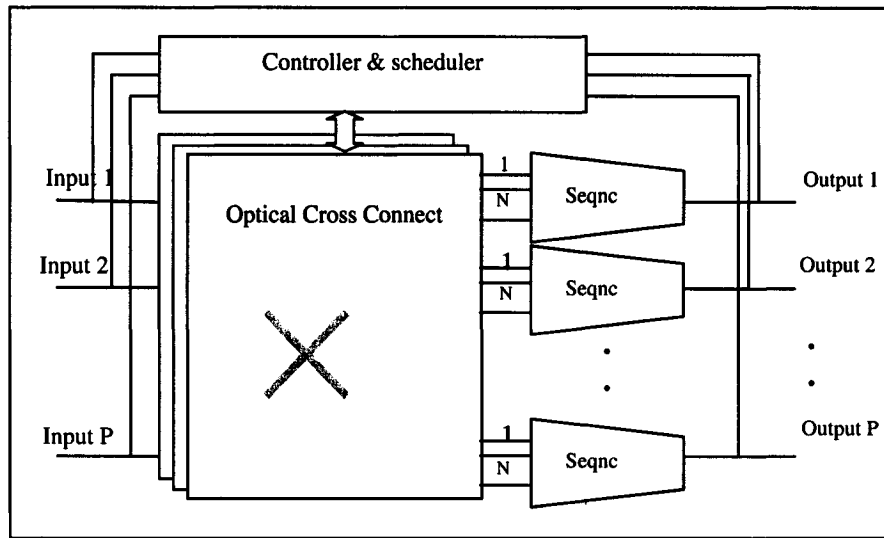 Controller & scheduler
Input 1
1
N
Seqnc
Output 1
Optical Cross Connect
Input 2
1
N
Seqnc
Output 2
Input P
1
N
Seqnc
Output P